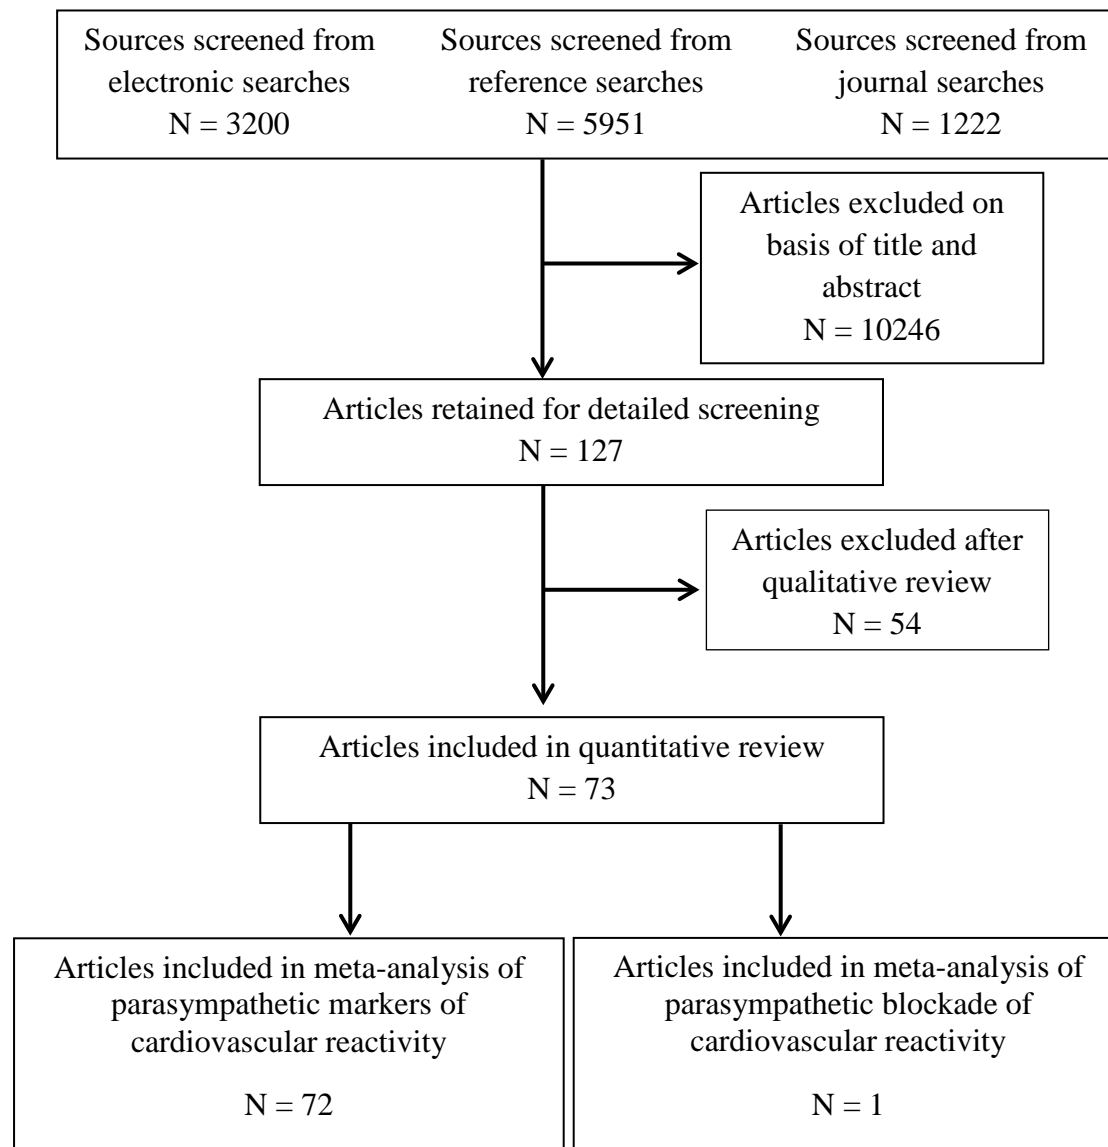 Sources screened from
electronic searches
N = 3200
Sources screened from
reference searches
N = 5951
Sources screened from
journal searches
N = 1222
Articles excluded on
basis of title and
abstract
N = 10246
Articles retained for detailed screening
N = 127
Articles excluded after
qualitative review
N = 54
Articles included in quantitative review
N = 73
Articles included in meta-analysis of
parasympathetic markers of
cardiovascular reactivity
N = 72
Articles included in meta-analysis of
parasympathetic blockade of
cardiovascular reactivity
N = 1